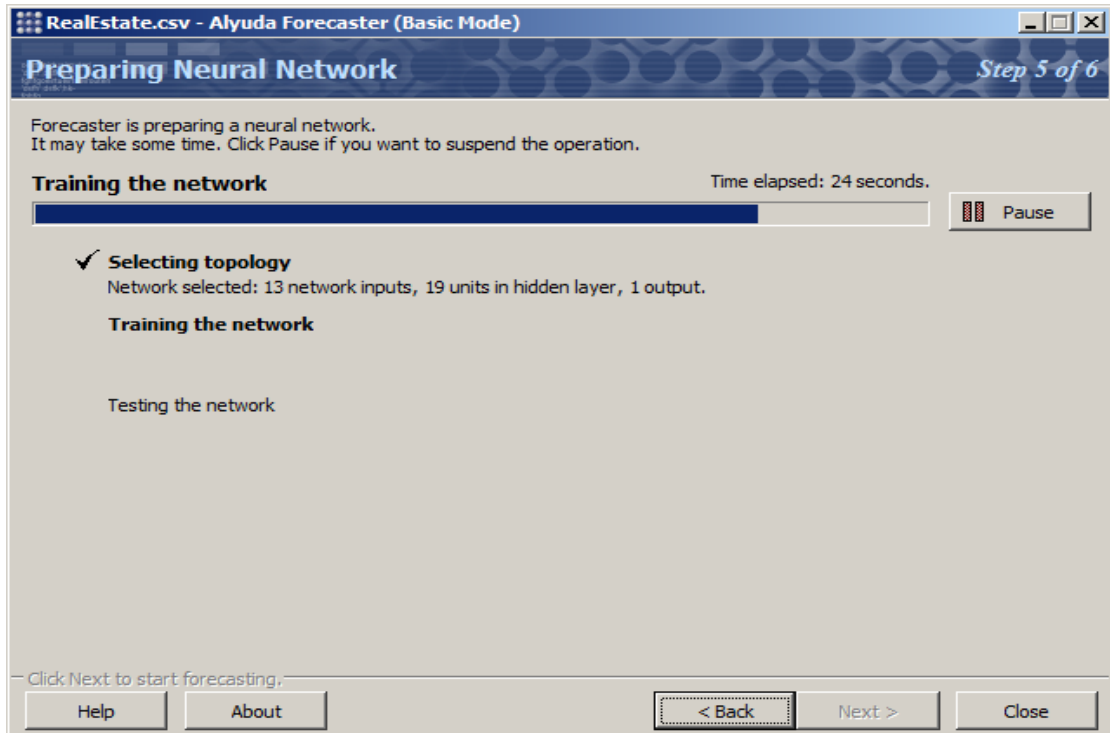 RealEstate.csv - Alyuda Forecaster (Basic Mode)
Preparing Neural Network
Step 5 of 6
Forecaster is preparing a neural network.
It may take some time. Click Pause if you want to suspend the operation.
Training the network
Time elapsed: 24 seconds.
Pause
Selecting topology
Network selected: 13 network inputs, 19 units in hidden layer, 1 output.
Training the network
Testing the network
Click Next to start forecasting.
Help
About
< Back
Next >
Close